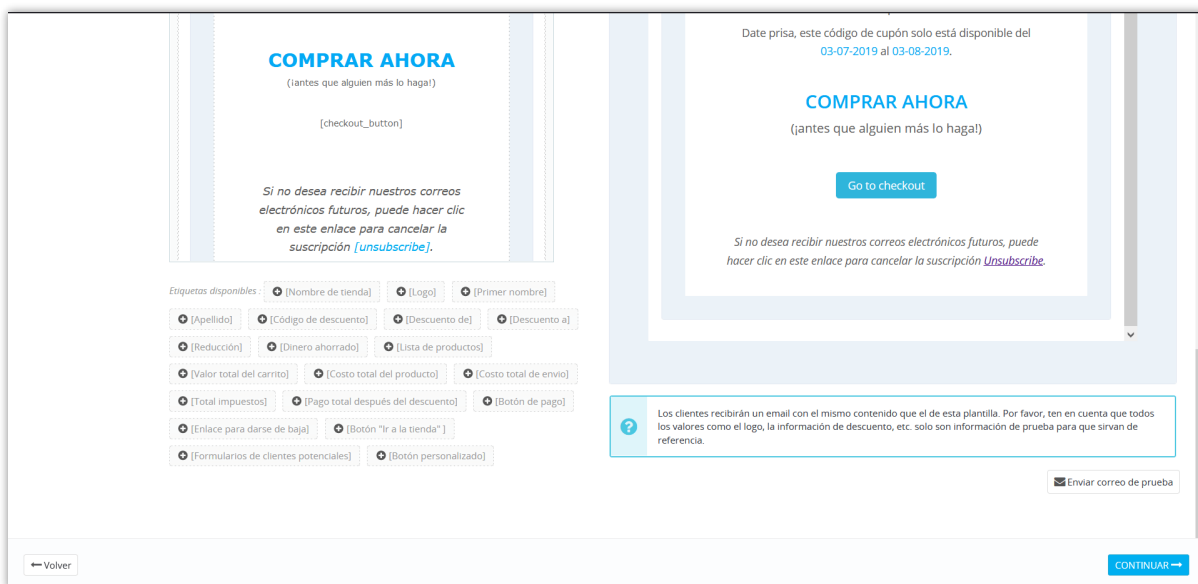 COMPRAR AHORA
(¡antes que alguien más lo haga!)
[checkout_button]
Si no desea recibir nuestros correos
electrónicos futuros, puede hacer clic
en este enlace para cancelar la
suscripción [unsubscribe].
Etiquetas disponibles : [Nombre de tienda] [Logo] [Primer nombre]
[Apellido] [Código de descuento] [Descuento de] [Descuento a]
[Reducción] [Dinero ahorrado] [Lista de productos]
[Valor total del carrito] [Costo total del producto] [Costo total de envio]
[Total impuestos] [Pago total después del descuento] [Botón de pago]
[Enlace para darse de baja] [Botón "Ir a la tienda" ]
[Formularios de clientes potenciales] [Botón personalizado]
Date prisa, este código de cupón solo está disponible del
03-07-2019 al 03-08-2019.
COMPRAR AHORA
(¡antes que alguien más lo haga!)
Go to checkout
Si no desea recibir nuestros correos electrónicos futuros, puede
hacer clic en este enlace para cancelar la suscripción Unsubscribe.
Los clientes recibirán un email con el mismo contenido que el de esta plantilla. Por favor, ten en cuenta que todos
los valores como el logo, la información de descuento, etc. solo son información de prueba para que sirvan de
referencia.
Enviar correo de prueba
Volver
CONTINUAR